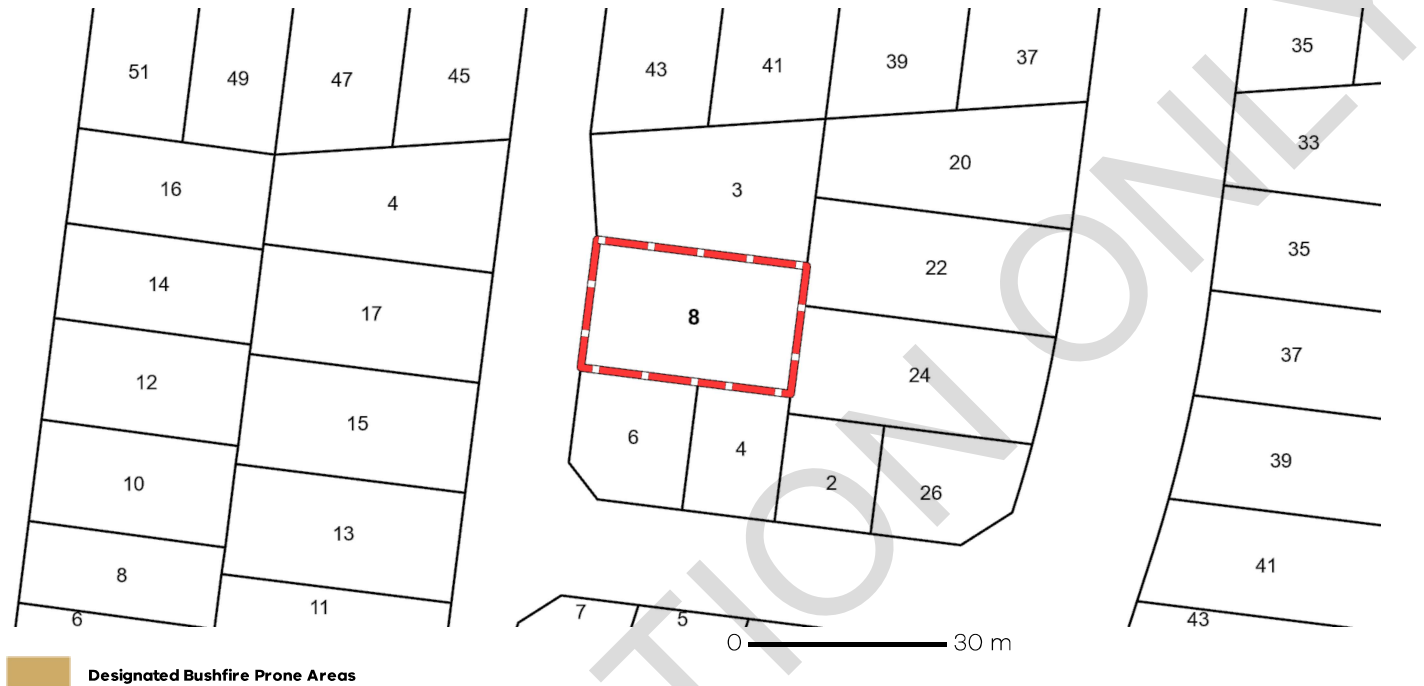 51 49 47 45 43 41 39 37 35
16 4 3 20 33
14 17 8 22 35
12 15 24 37
10 13 6 4 2 26 39
8 11 41
6 7 5 43
0 30 m
Designated Bushfire Prone Areas
TION ONLY